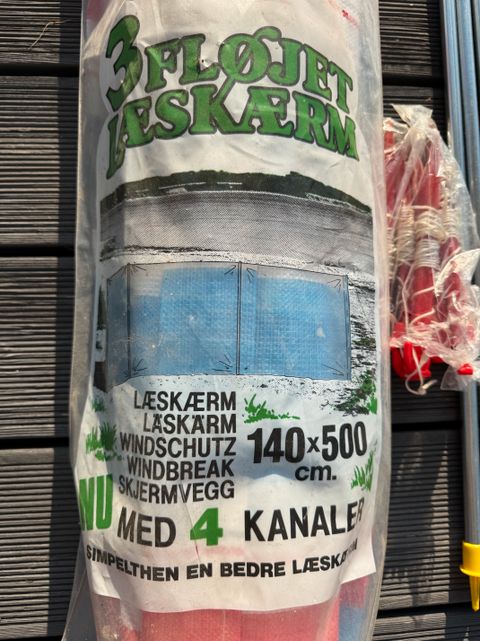 3 FLØJET
LÆSKÆRM
LÆSKÆRM
LÄSKÄRM
WINDSCHUTZ
WINDBREAK
SKJERMVEGG
140 x 500
cm.
NU MED 4 KANALER
SIMPELTHEN EN BEDRE